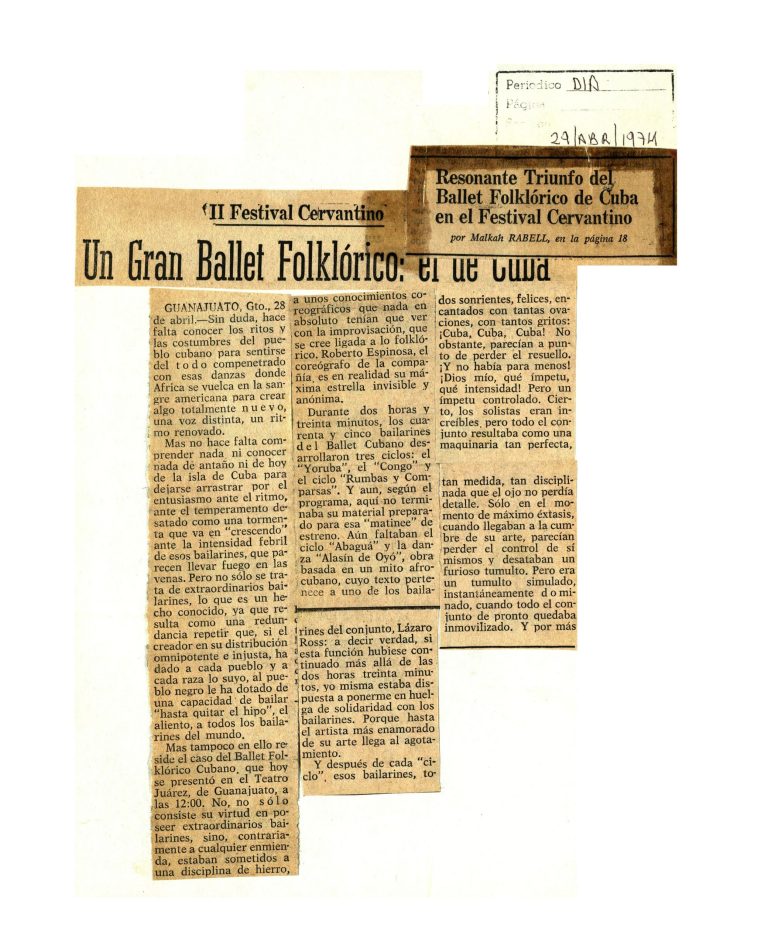 Periodico DIA
Página
29/ABR/1974
Resonante Triunfo del
Ballet Folklórico de Cuba
en el Festival Cervantino
por Malkah RABELL, en la página 18
II Festival Cervantino
Un Gran Ballet Folklórico: el de Cuba
GUANAJUATO, Gto., 28
de abril.—Sin duda, hace
falta conocer los ritos y
las costumbres del pue-
blo cubano para sentirse
del todo compenetrado
con esas danzas donde
Africa se vuelca en la san-
gre americana para crear
algo totalmente nuevo,
una voz distinta, un rit-
mo renovado.
Mas no hace falta com-
prender nada ni conocer
nada de antaño ni de hoy
de la isla de Cuba para
dejarse arrastrar por el
entusiasmo ante el ritmo,
ante el temperamento de-
satado como una tormen-
ta que va en "crescendo",
ante la intensidad febril
de esos bailarines, que pa-
recen llevar fuego en las
venas. Pero no sólo se tra-
ta de extraordinarios bai-
larines, lo que es un he-
cho conocido, ya que re-
sulta como una redun-
dancia repetir que, si el
creador en su distribución
omnipotente e injusta, ha
dado a cada pueblo y a
cada raza lo suyo, al pue-
blo negro le ha dotado de
una capacidad de bailar
"hasta quitar el hipo", el
aliento, a todos los baila-
rines del mundo.
Mas tampoco en ello re-
side el caso del Ballet Fol-
klórico Cubano, que hoy
se presentó en el Teatro
Juárez, de Guanajuato, a
las 12:00. No, no sólo
consiste su virtud en po-
seer extraordinarios bai-
larines, sino, contraria-
mente a cualquier enmien-
da, estaban sometidos a
una disciplina de hierro,
a unos conocimientos co-
reográficos que nada en
absoluto tenían que ver
con la improvisación, que
se cree ligada a lo folkló-
rico. Roberto Espinosa, el
coreógrafo de la compa-
ñía, es en realidad su má-
xima estrella invisible y
anónima.
Durante dos horas y
treinta minutos, los cua-
renta y cinco bailarines
del Ballet Cubano des-
arrollaron tres ciclos: el
"Yoruba", el "Congo" y
el ciclo "Rumbas y Com-
parsas". Y aun, según el
programa, aquí no termi-
naba su material prepara-
do para esa "matinee" de
estreno. Aún faltaban el
ciclo "Abaguá" y la dan-
za "Alasín de Oyó", obra
basada en un mito afro-
cubano, cuyo texto perte-
nece a uno de los baila-
rines del conjunto, Lázaro
Ross: a decir verdad, si
esta función hubiese con-
tinuado más allá de las
dos horas treinta minu-
tos, yo misma estaba dis-
puesta a ponerme en huel-
ga de solidaridad con los
bailarines. Porque hasta
el artista más enamorado
de su arte llega al agota-
miento.
Y después de cada "ci-
clo", esos bailarines, to-
dos sonrientes, felices, en-
cantados con tantas ova-
ciones, con tantos gritos:
¡Cuba, Cuba, Cuba! No
obstante, parecían a pun-
to de perder el resuello.
¡Y no había para menos!
¡Dios mío, qué ímpetu,
qué intensidad! Pero un
ímpetu controlado. Cier-
to, los solistas eran in-
creíbles, pero todo el con-
junto resultaba como una
maquinaria tan perfecta,
tan medida, tan discipli-
nada que el ojo no perdía
detalle. Sólo en el mo-
mento de máximo éxtasis,
cuando llegaban a la cum-
bre de su arte, parecían
perder el control de sí
mismos y desataban un
furioso tumulto. Pero era
un tumulto simulado,
instantáneamente domi-
nado, cuando todo el con-
junto de pronto quedaba
inmovilizado. Y por más